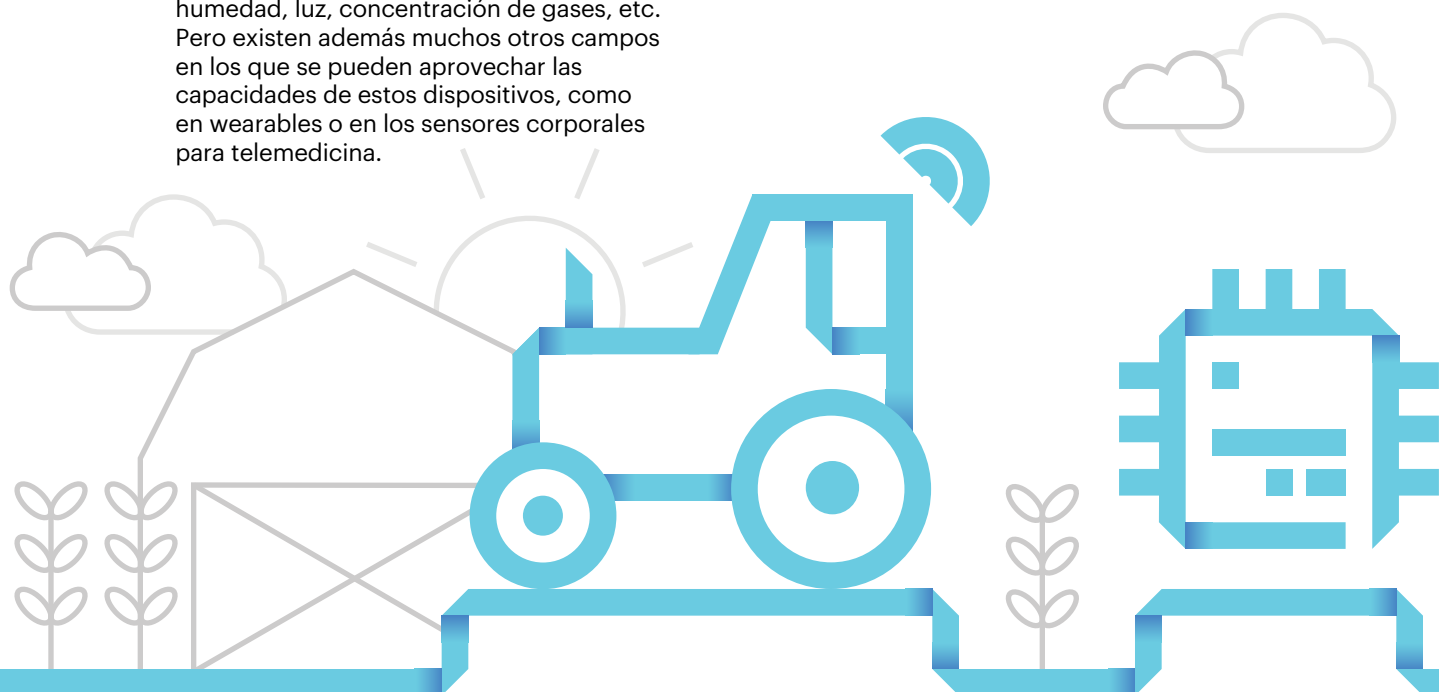 humedad, luz, concentración de gases, etc.
Pero existen además muchos otros campos
en los que se pueden aprovechar las
capacidades de estos dispositivos, como
en wearables o en los sensores corporales
para telemedicina.